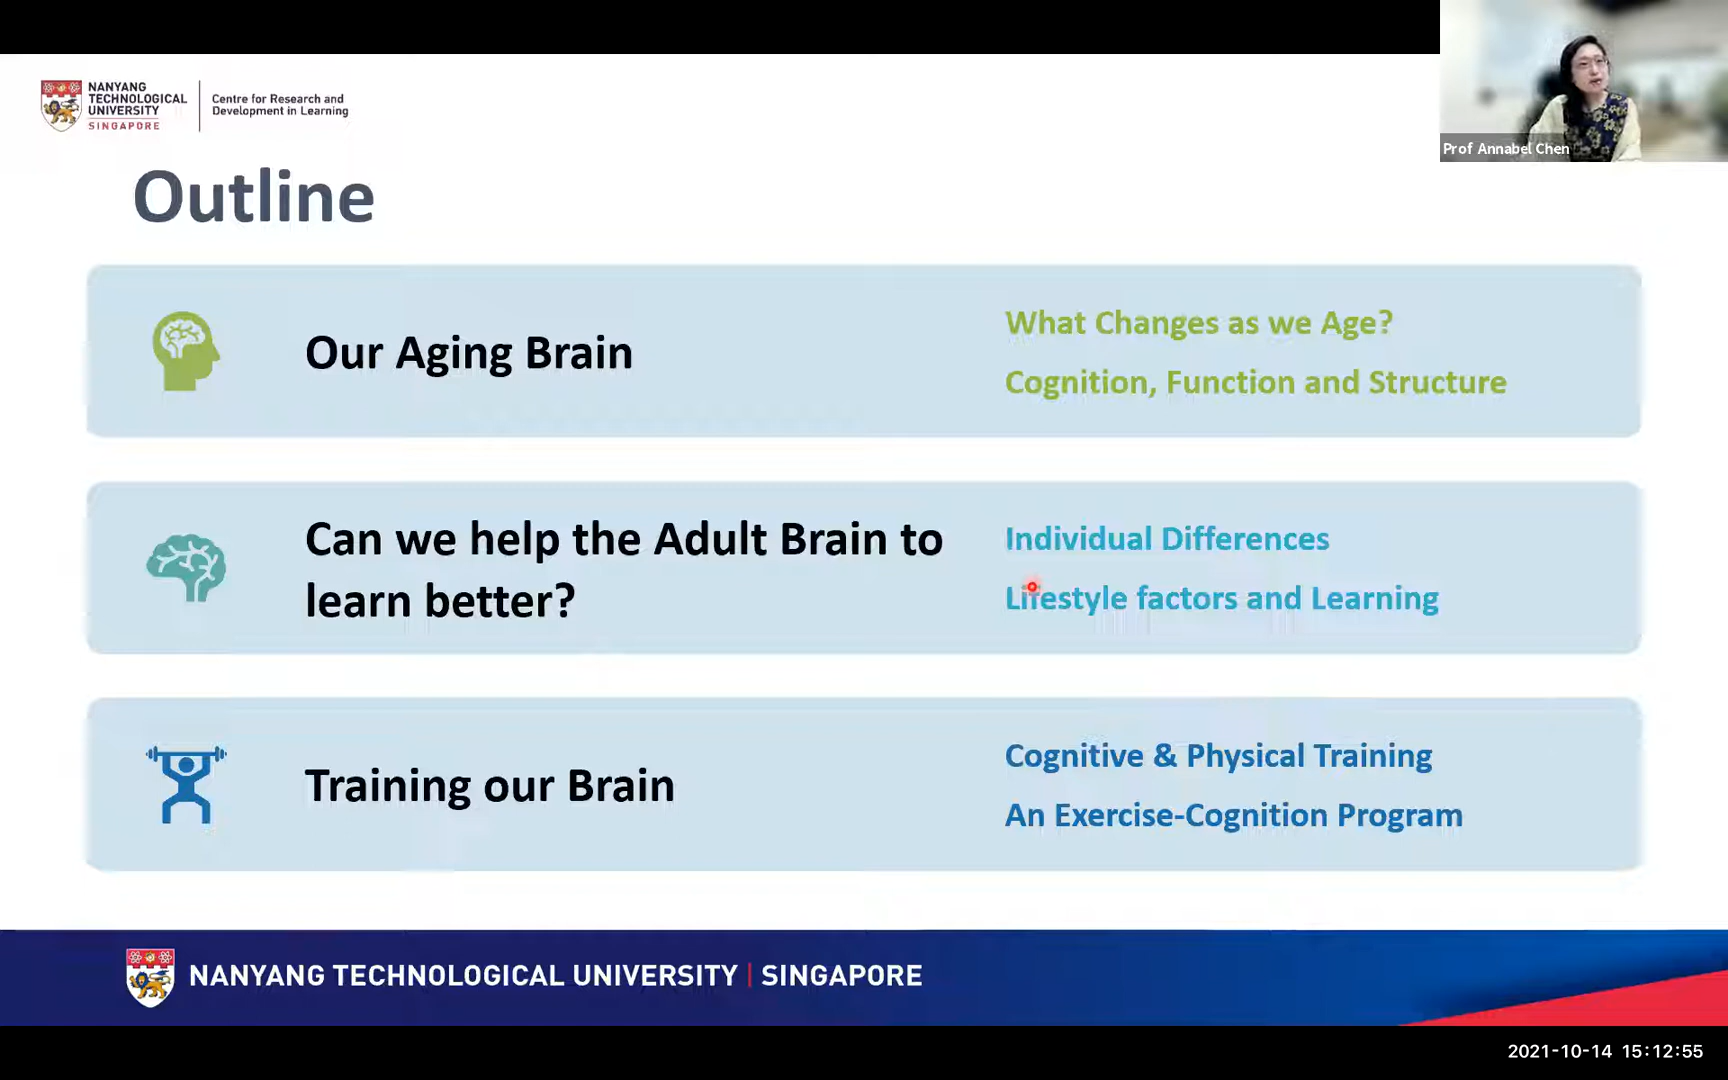 NANYANG
TECHNOLOGICAL
UNIVERSITY
SINGAPORE
Centre for Research and
Development in Learning
Prof Annabel Chen
Outline
Our Aging Brain
What Changes as we Age?
Cognition, Function and Structure
Can we help the Adult Brain to
learn better?
Individual Differences
Lifestyle factors and Learning
Training our Brain
Cognitive & Physical Training
An Exercise-Cognition Program
NANYANG TECHNOLOGICAL UNIVERSITY | SINGAPORE
2021-10-14 15:12:55